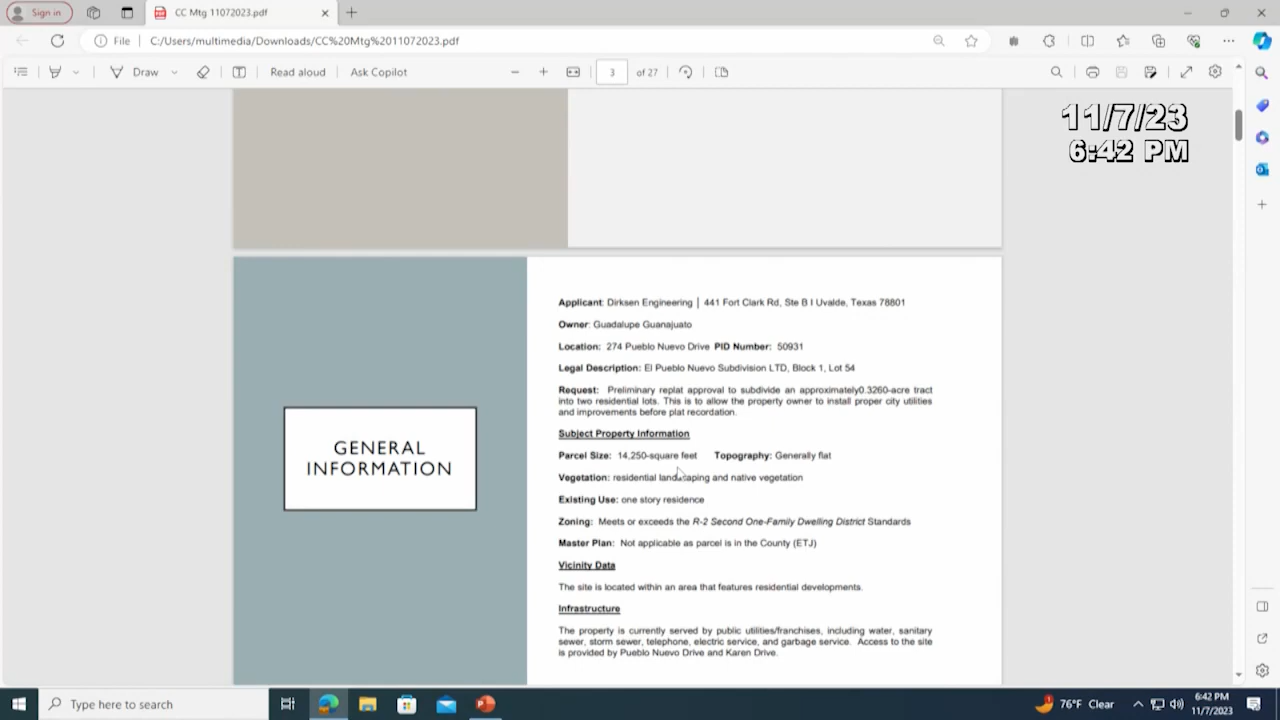 Sign in
CC Mtg 11072023.pdf
File
C:/Users/multimedia/Downloads/CC%20Mtg%2011072023.pdf
Draw
Read aloud
Ask Copilot
3
of 27
11/7/23
6:42 PM
GENERAL
INFORMATION
Applicant: Dirksen Engineering | 441 Fort Clark Rd, Ste B I Uvalde, Texas 78801
Owner: Guadalupe Guanajuato
Location: 274 Pueblo Nuevo Drive PID Number: 50931
Legal Description: El Pueblo Nuevo Subdivision LTD, Block 1, Lot 54
Request: Preliminary replat approval to subdivide an approximately0.3260-acre tract
into two residential lots. This is to allow the property owner to install proper city utilities
and improvements before plat recordation.
Subject Property Information
Parcel Size: 14,250-square feet Topography: Generally flat
Vegetation: residential landscaping and native vegetation
Existing Use: one story residence
Zoning: Meets or exceeds the R-2 Second One-Family Dwelling District Standards
Master Plan: Not applicable as parcel is in the County (ETJ)
Vicinity Data
The site is located within an area that features residential developments.
Infrastructure
The property is currently served by public utilities/franchises, including water, sanitary
sewer, storm sewer, telephone, electric service, and garbage service. Access to the site
is provided by Pueblo Nuevo Drive and Karen Drive.
Type here to search
76°F Clear
6:42 PM
11/7/2023